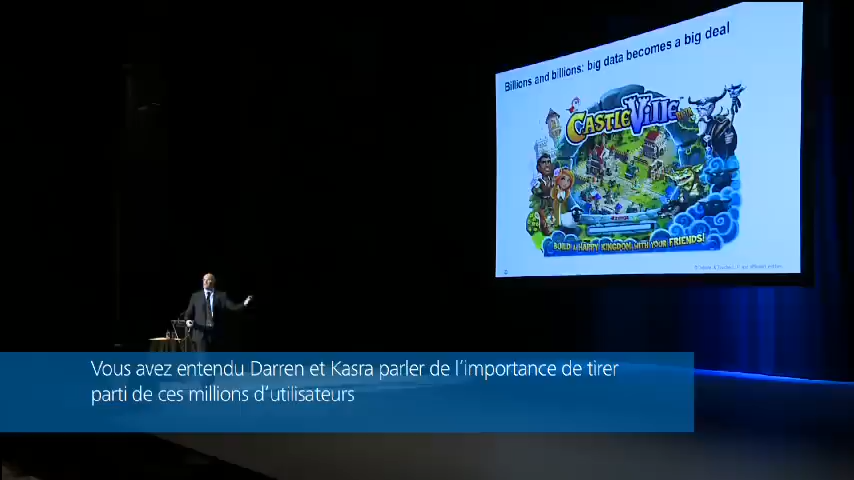 Billions and billions: big data becomes a big deal
CASTLEVILLE
BUILD A HAPPY KINGDOM WITH YOUR FRIENDS!
Vous avez entendu Darren et Kasra parler de l'importance de tirer
parti de ces millions d'utilisateurs